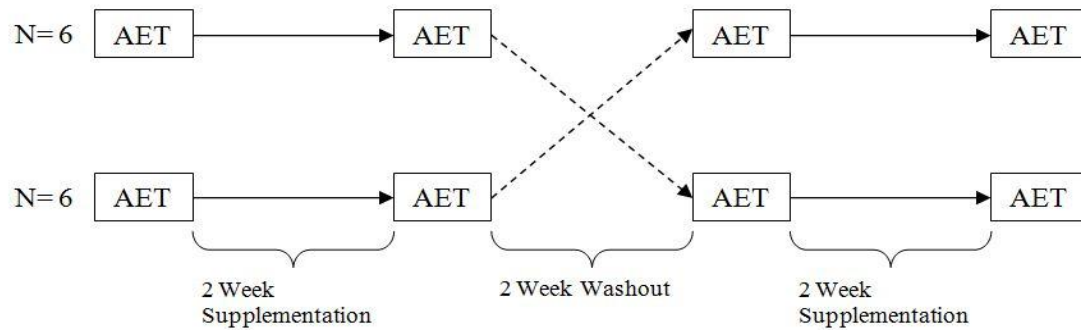 N= 6 AET AET AET AET
N= 6 AET AET AET AET
2 Week Supplementation
2 Week Washout
2 Week Supplementation